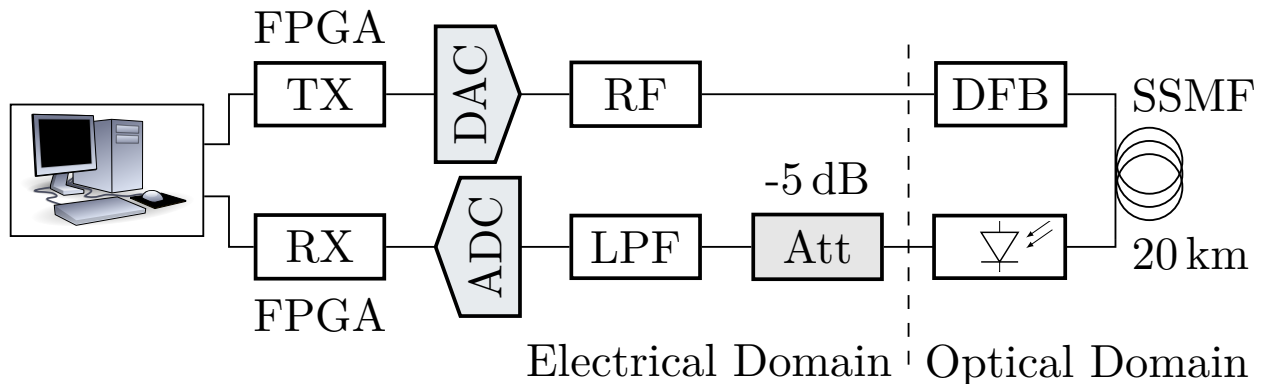 FPGA
TX
DAC
RF
DFB
SSMF
-5 dB
RX
ADC
LPF
Att
20 km
FPGA
Electrical Domain
Optical Domain